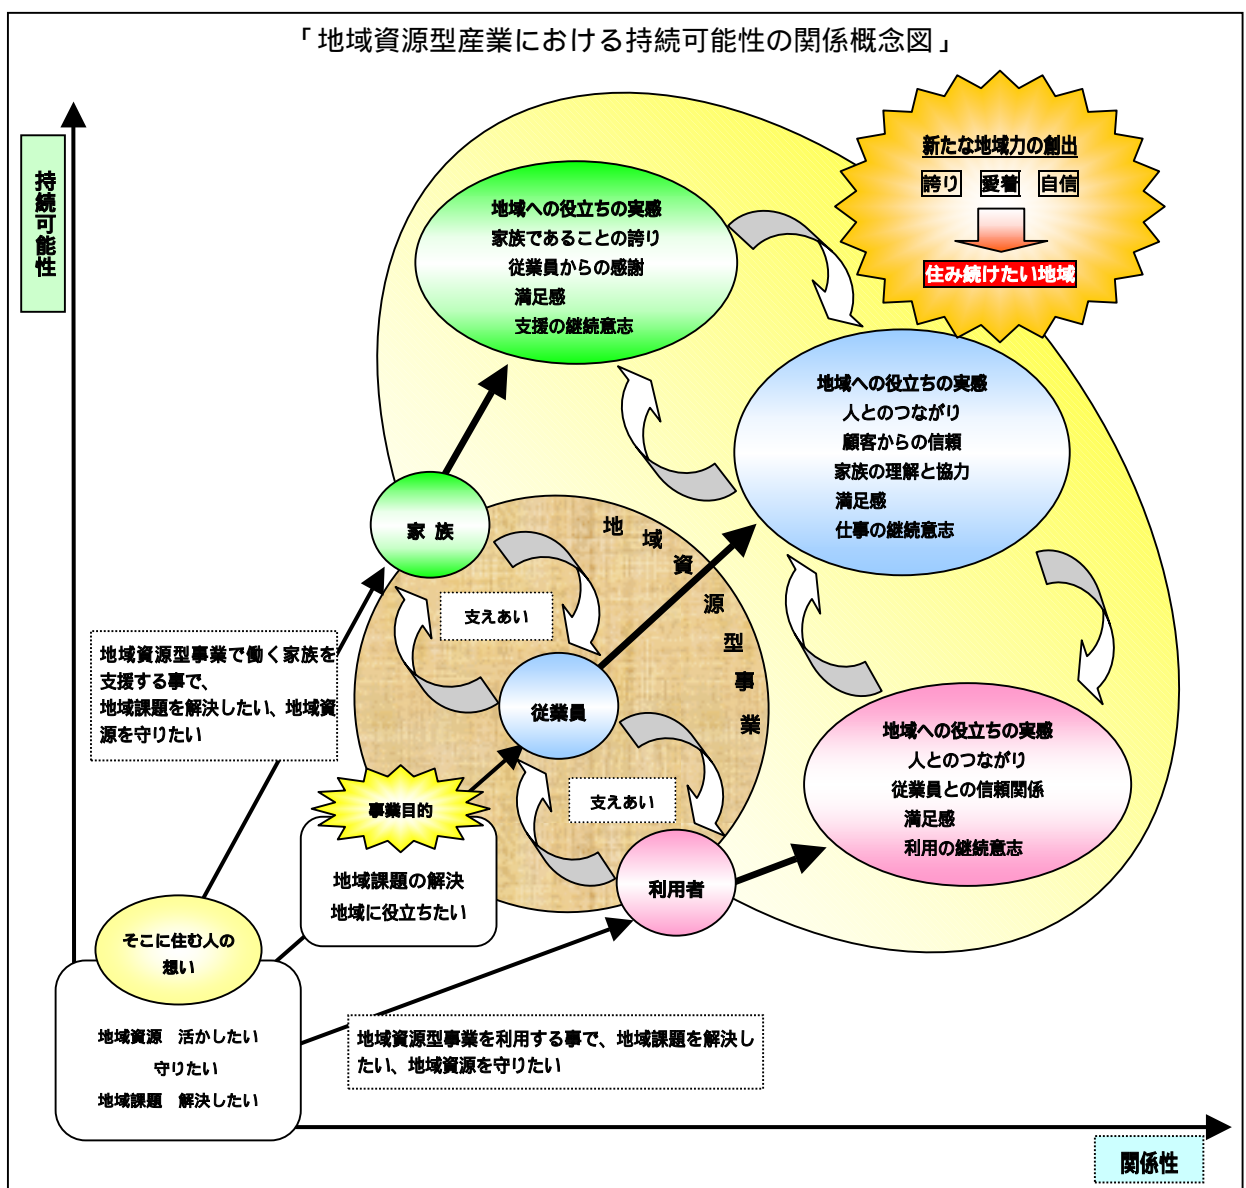 「地域資源型産業における持続可能性の関係概念図」
持続可能性
新たな地域力の創出
誇り 愛着 自信
住み続けたい地域
地域への役立ちの実感
家族であることの誇り
従業員からの感謝
満足感
支援の継続意志
地域への役立ちの実感
人とのつながり
顧客からの信頼
家族の理解と協力
満足感
仕事の継続意志
家 族
地域資源型事業
支えあい
地域資源型事業で働く家族を
支援する事で、
地域課題を解決したい、地域資
源を守りたい
従業員
地域への役立ちの実感
人とのつながり
従業員との信頼関係
満足感
利用の継続意志
事業目的
支えあい
地域課題の解決
地域に役立ちたい
利用者
そこに住む人の
想い
地域資源 活かしたい
守りたい
地域課題 解決したい
地域資源型事業を利用する事で、地域課題を解決し
たい、地域資源を守りたい
関係性